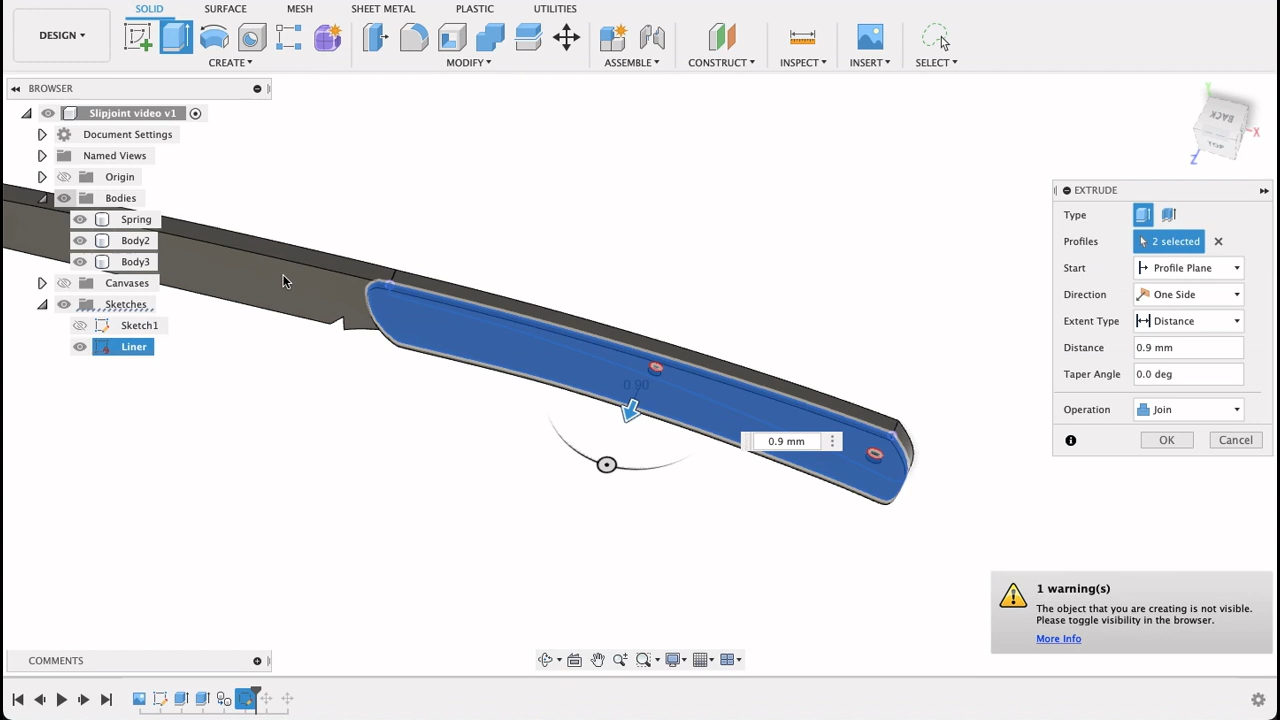 SOLID SURFACE MESH SHEET METAL PLASTIC UTILITIES
DESIGN
CREATE MODIFY ASSEMBLE CONSTRUCT INSPECT INSERT SELECT
BROWSER
Slipjoint video v1
Document Settings
Named Views
Origin
Bodies
Spring
Body2
Body3
Canvases
Sketches
Sketch1
Liner
BACK
TOP
Y
X
Z
0.90
0.9 mm
EXTRUDE
Type
Profiles 2 selected
Start Profile Plane
Direction One Side
Extent Type Distance
Distance 0.9 mm
Taper Angle 0.0 deg
Operation Join
OK Cancel
1 warning(s)
The object that you are creating is not visible.
Please toggle visibility in the browser.
More Info
COMMENTS